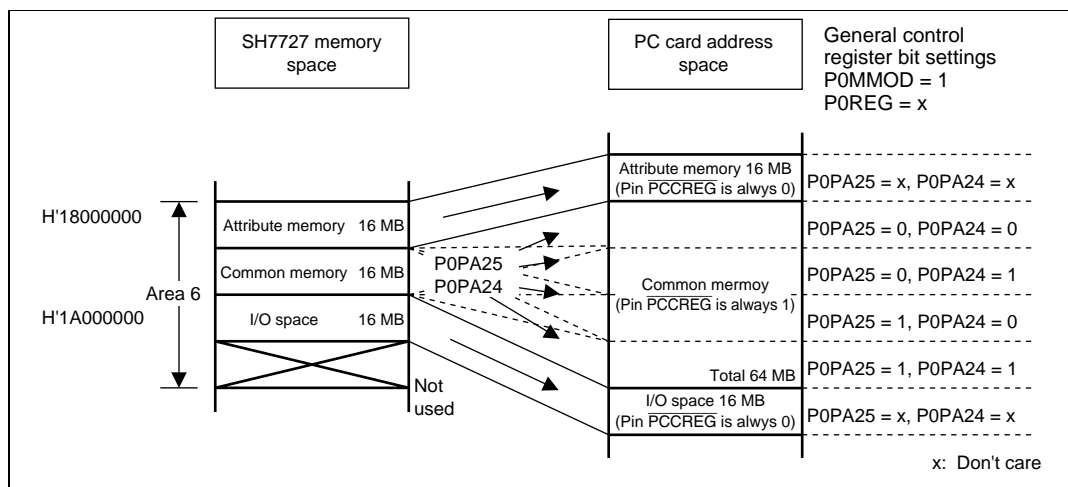 SH7727 memory
space
PC card address
space
General control
register bit settings
P0MMOD = 1
P0REG = x
H'18000000
Area 6
H'1A000000
Attribute memory 16 MB
Common memory 16 MB
I/O space 16 MB
Not
used
P0PA25
P0PA24
Attribute memory 16 MB
(Pin PCCREG is alwys 0)
Common mermoy
(Pin PCCREG is always 1)
Total 64 MB
I/O space 16 MB
(Pin PCCREG is alwys 0)
P0PA25 = x, P0PA24 = x
P0PA25 = 0, P0PA24 = 0
P0PA25 = 0, P0PA24 = 1
P0PA25 = 1, P0PA24 = 0
P0PA25 = 1, P0PA24 = 1
P0PA25 = x, P0PA24 = x
x: Don't care